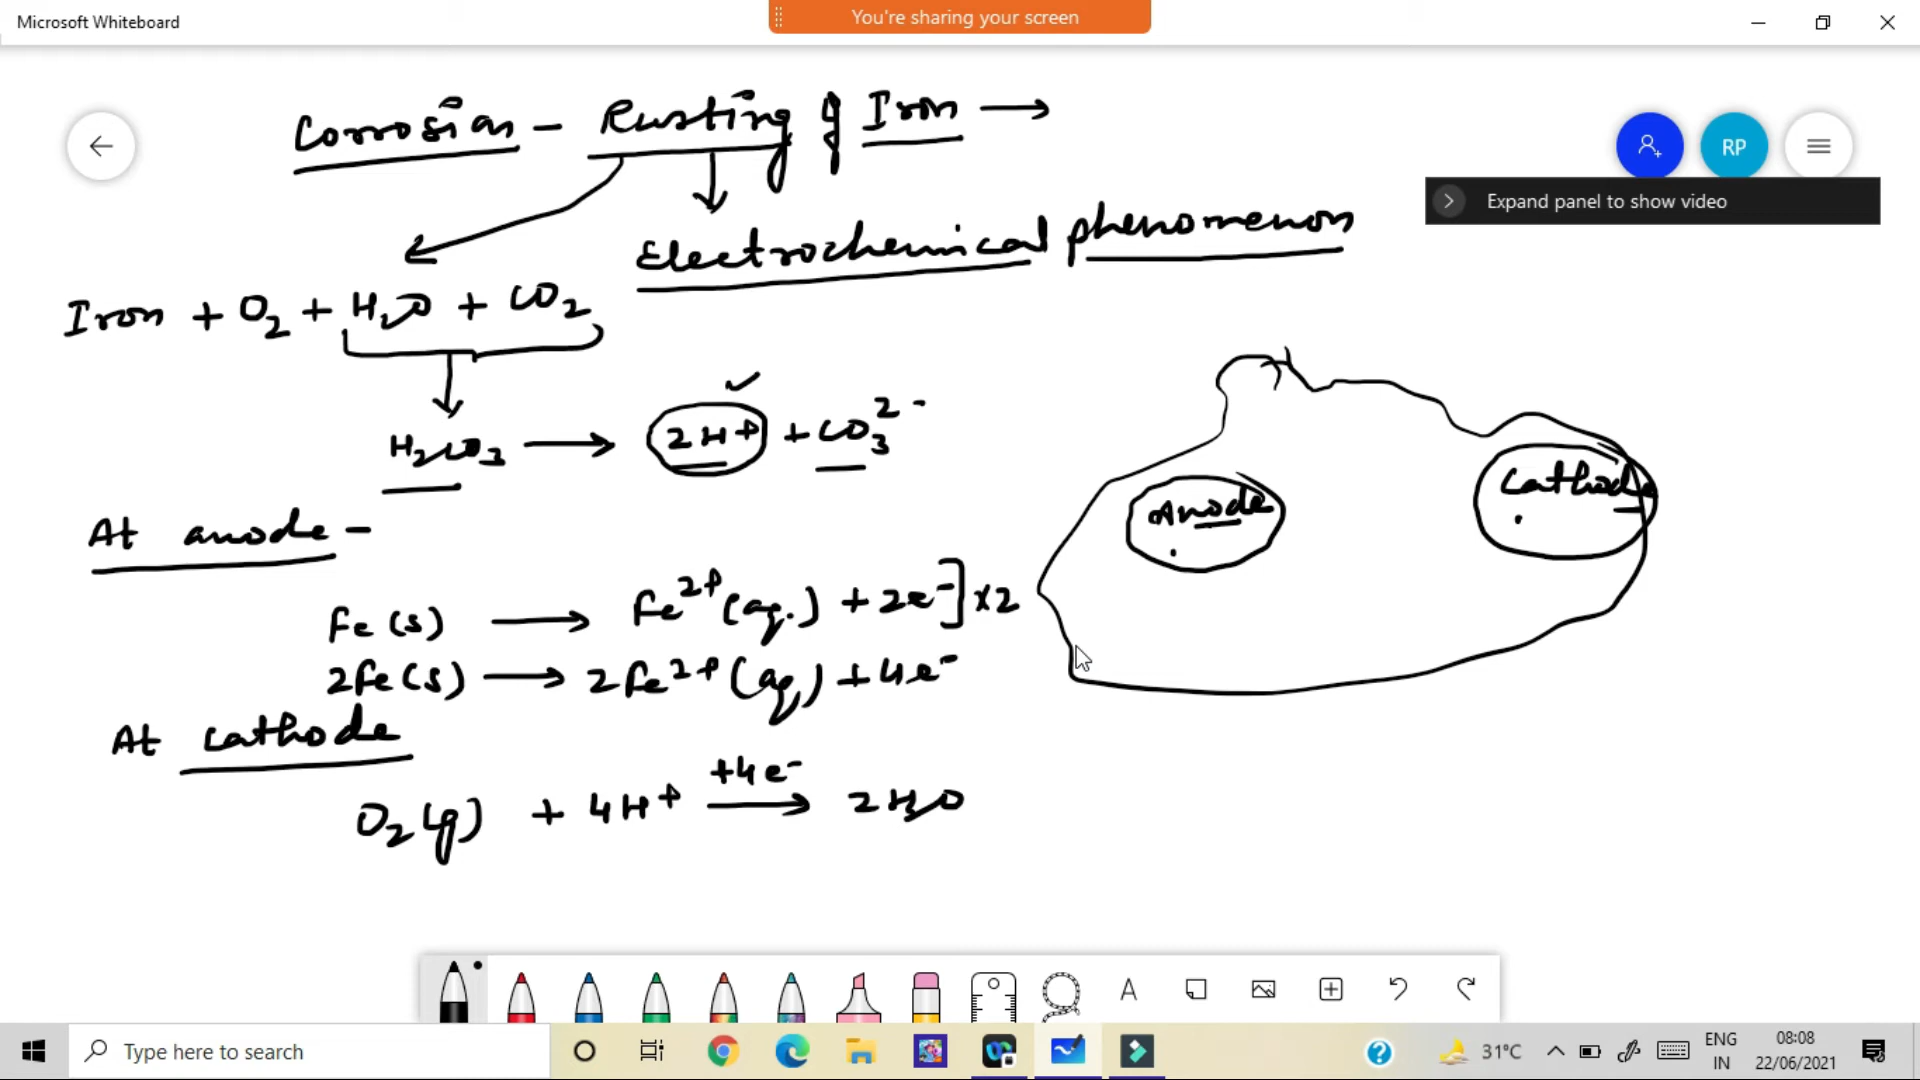 Microsoft Whiteboard
You're sharing your screen
Corrosion – Rusting of Iron →
RP
Expand panel to show video
Electrochemical phenomenon
Iron + O₂ + H₂O + CO₂
H₂CO₃ → 2H⁺ + CO₃²⁻
Anode
Cathode
At anode –
Fe(s) → Fe²⁺(aq.) + 2e⁻] × 2
2Fe(s) → 2Fe²⁺(aq) + 4e⁻
At cathode
+4e⁻
O₂(g) + 4H⁺ → 2H₂O
A
Type here to search
31°C
ENG
IN
08:08
22/06/2021